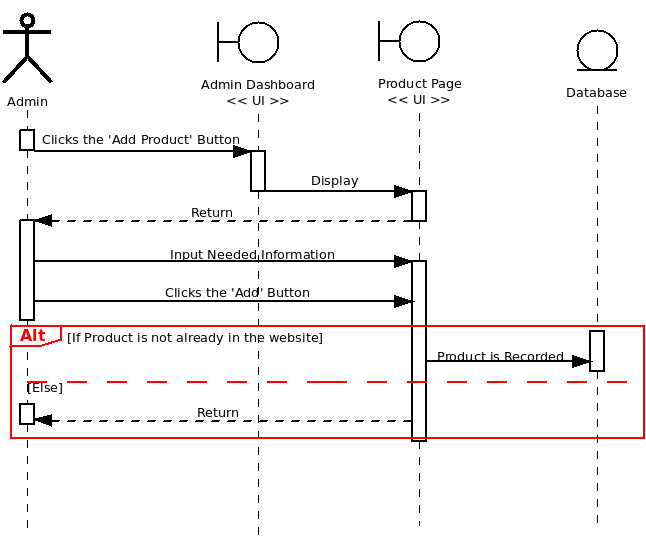 Admin
Admin Dashboard
<< UI >>
Product Page
<< UI >>
Database
Clicks the 'Add Product' Button
Display
Return
Input Needed Information
Clicks the 'Add' Button
Alt
[If Product is not already in the website]
Product is Recorded
[Else]
Return